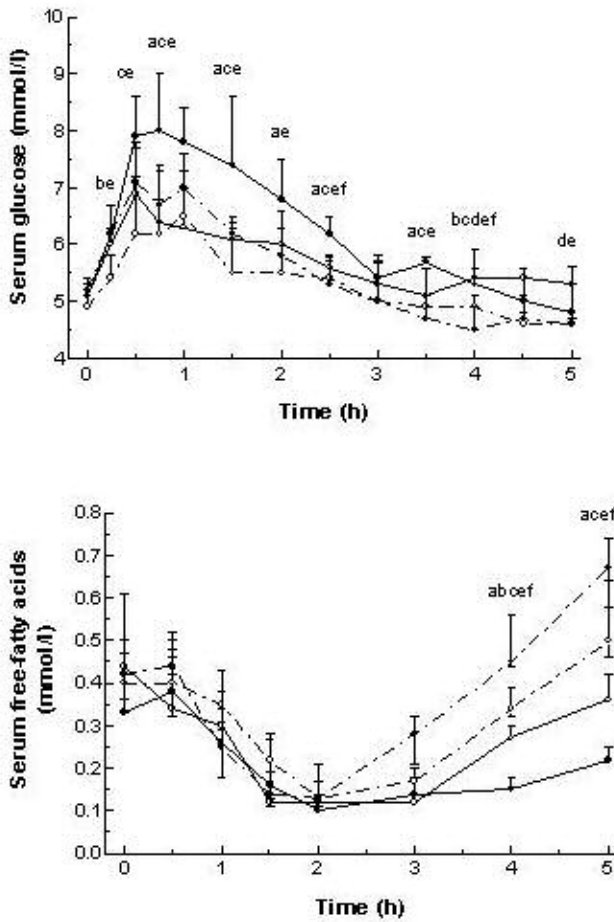 10
ace
ace
9
ce
8
ae
acef
7
be
ace
bcdef
6
de
5
4
0 1 2 3 4 5
Serum glucose (mmol/l)
Time (h)
0.8
acef
0.7
abcef
0.6
0.5
0.4
0.3
0.2
0.1
0.0
0 1 2 3 4 5
Serum free-fatty acids
(mmol/l)
Time (h)